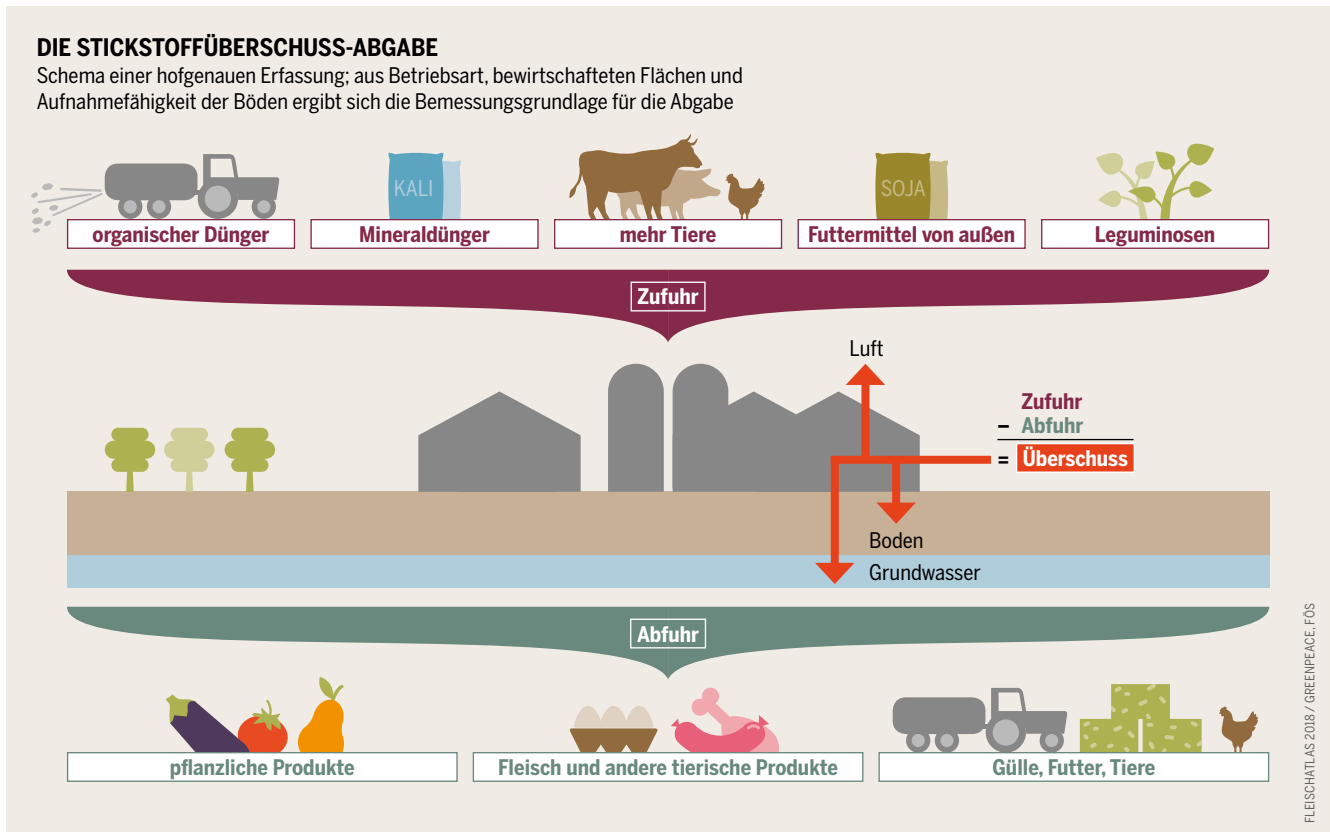 DIE STICKSTOFFÜBERSCHUSS-ABGABE
Schema einer hofgenauen Erfassung; aus Betriebsart, bewirtschafteten Flächen und
Aufnahmefähigkeit der Böden ergibt sich die Bemessungsgrundlage für die Abgabe
KALI
SOJA
organischer Dünger
Mineraldünger
mehr Tiere
Futtermittel von außen
Leguminosen
Zufuhr
Luft
Zufuhr
– Abfuhr
= Überschuss
Boden
Grundwasser
Abfuhr
pflanzliche Produkte
Fleisch und andere tierische Produkte
Gülle, Futter, Tiere
FLEISCHATLAS 2018 / GREENPEACE, FÖS